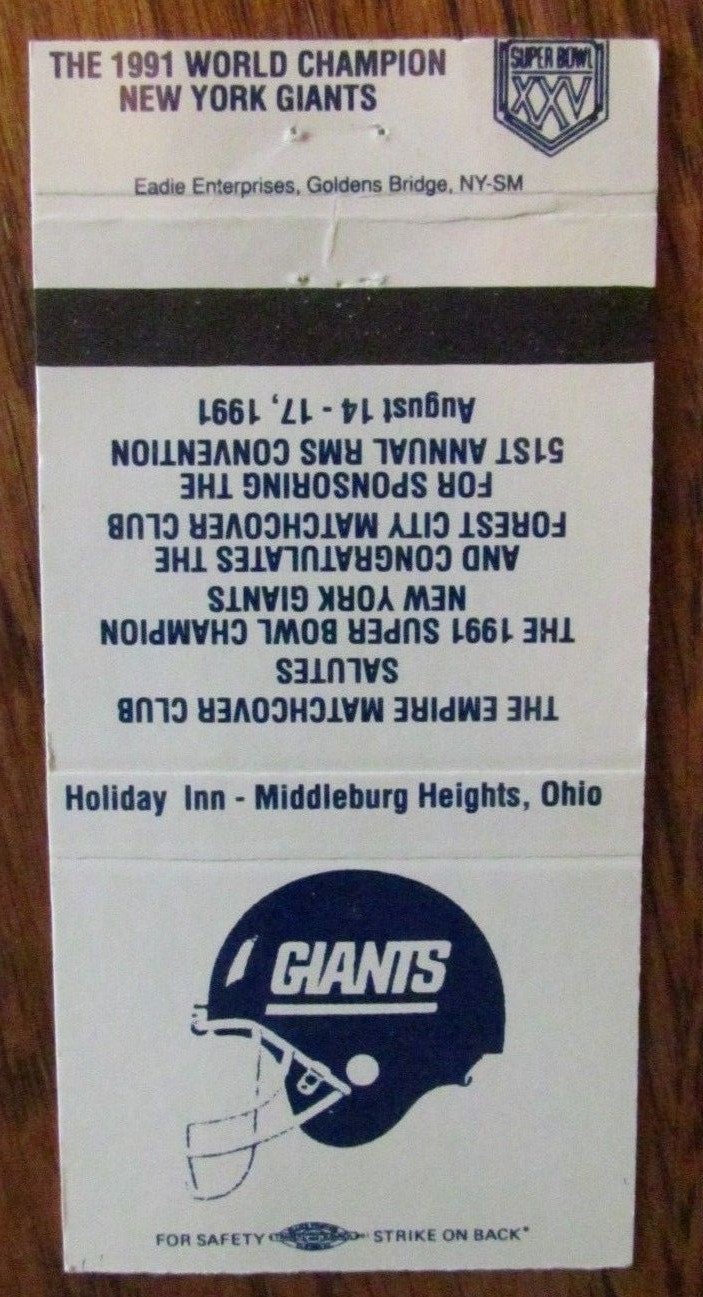 THE 1991 WORLD CHAMPION
NEW YORK GIANTS
SUPER BOWL
XXV
Eadie Enterprises, Goldens Bridge, NY-SM
THE EMPIRE MATCHCOVER CLUB
SALUTES
THE 1991 SUPER BOWL CHAMPION
NEW YORK GIANTS
AND CONGRATULATES THE
FOREST CITY MATCHCOVER CLUB
FOR SPONSORING THE
51ST ANNUAL RMS CONVENTION
August 14 - 17, 1991
Holiday Inn - Middleburg Heights, Ohio
GIANTS
FOR SAFETY STRIKE ON BACK